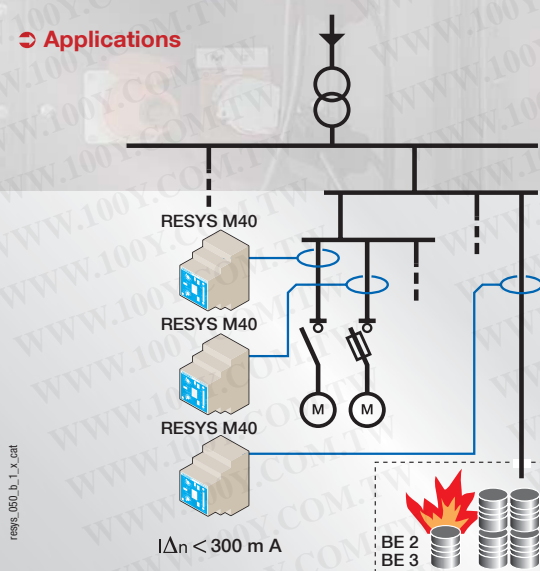 ➲ Applications
RESYS M40
RESYS M40
M
M
RESYS M40
IΔn < 300 m A
BE 2
BE 3
resys_050_b_1_x_cat
WWW.100Y.COM.TW